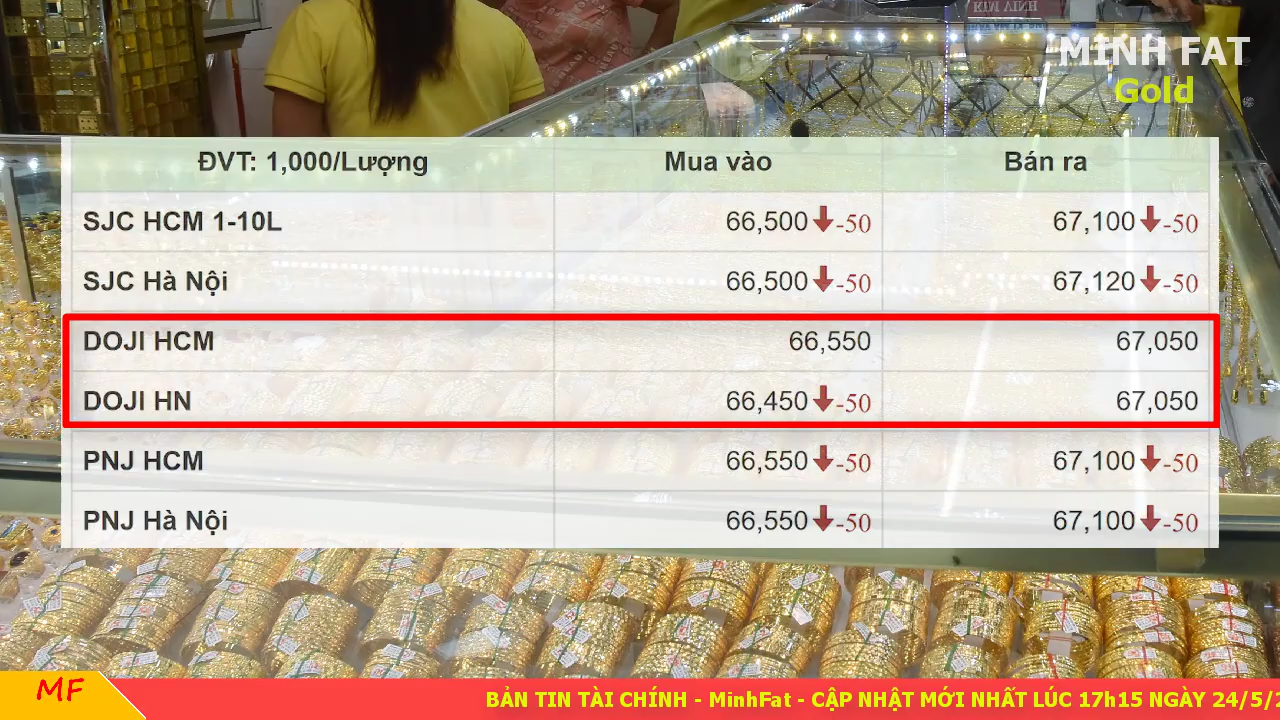 KIM VINH
MINH FAT
Gold
ĐVT: 1,000/Lượng Mua vào Bán ra
SJC HCM 1-10L 66,500 -50 67,100 -50
SJC Hà Nội 66,500 -50 67,120 -50
DOJI HCM 66,550 67,050
DOJI HN 66,450 -50 67,050
PNJ HCM 66,550 -50 67,100 -50
PNJ Hà Nội 66,550 -50 67,100 -50
MF
BẢN TIN TÀI CHÍNH - MinhFat - CẬP NHẬT MỚI NHẤT LÚC 17h15 NGÀY 24/5/2